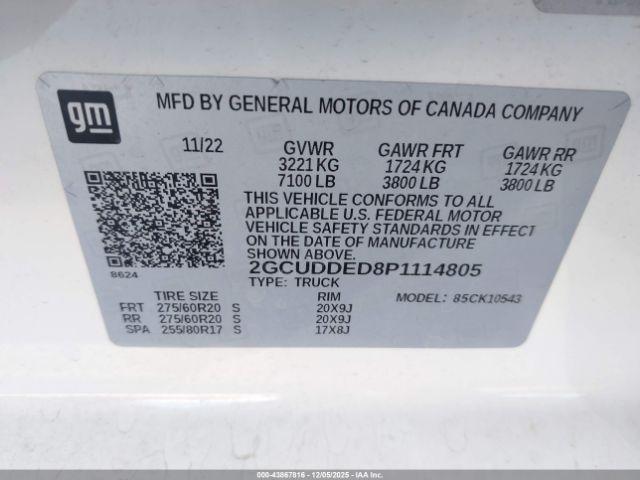 gm
MFD BY GENERAL MOTORS OF CANADA COMPANY
11/22 GVWR GAWR FRT GAWR RR
3221 KG 1724 KG 1724 KG
7100 LB 3800 LB 3800 LB
THIS VEHICLE CONFORMS TO ALL
APPLICABLE U.S. FEDERAL MOTOR
VEHICLE SAFETY STANDARDS IN EFFECT
ON THE DATE OF MANUFACTURE
SHOWN ABOVE.
8624
2GCUDDED8P1114805
TYPE: TRUCK
TIRE SIZE RIM MODEL: 85CK10543
FRT 275/60R20 S 20X9J
RR 275/60R20 S 20X9J
SPA 255/80R17 S 17X8J
000-43867816 - 12/05/2025 - IAA, Inc.